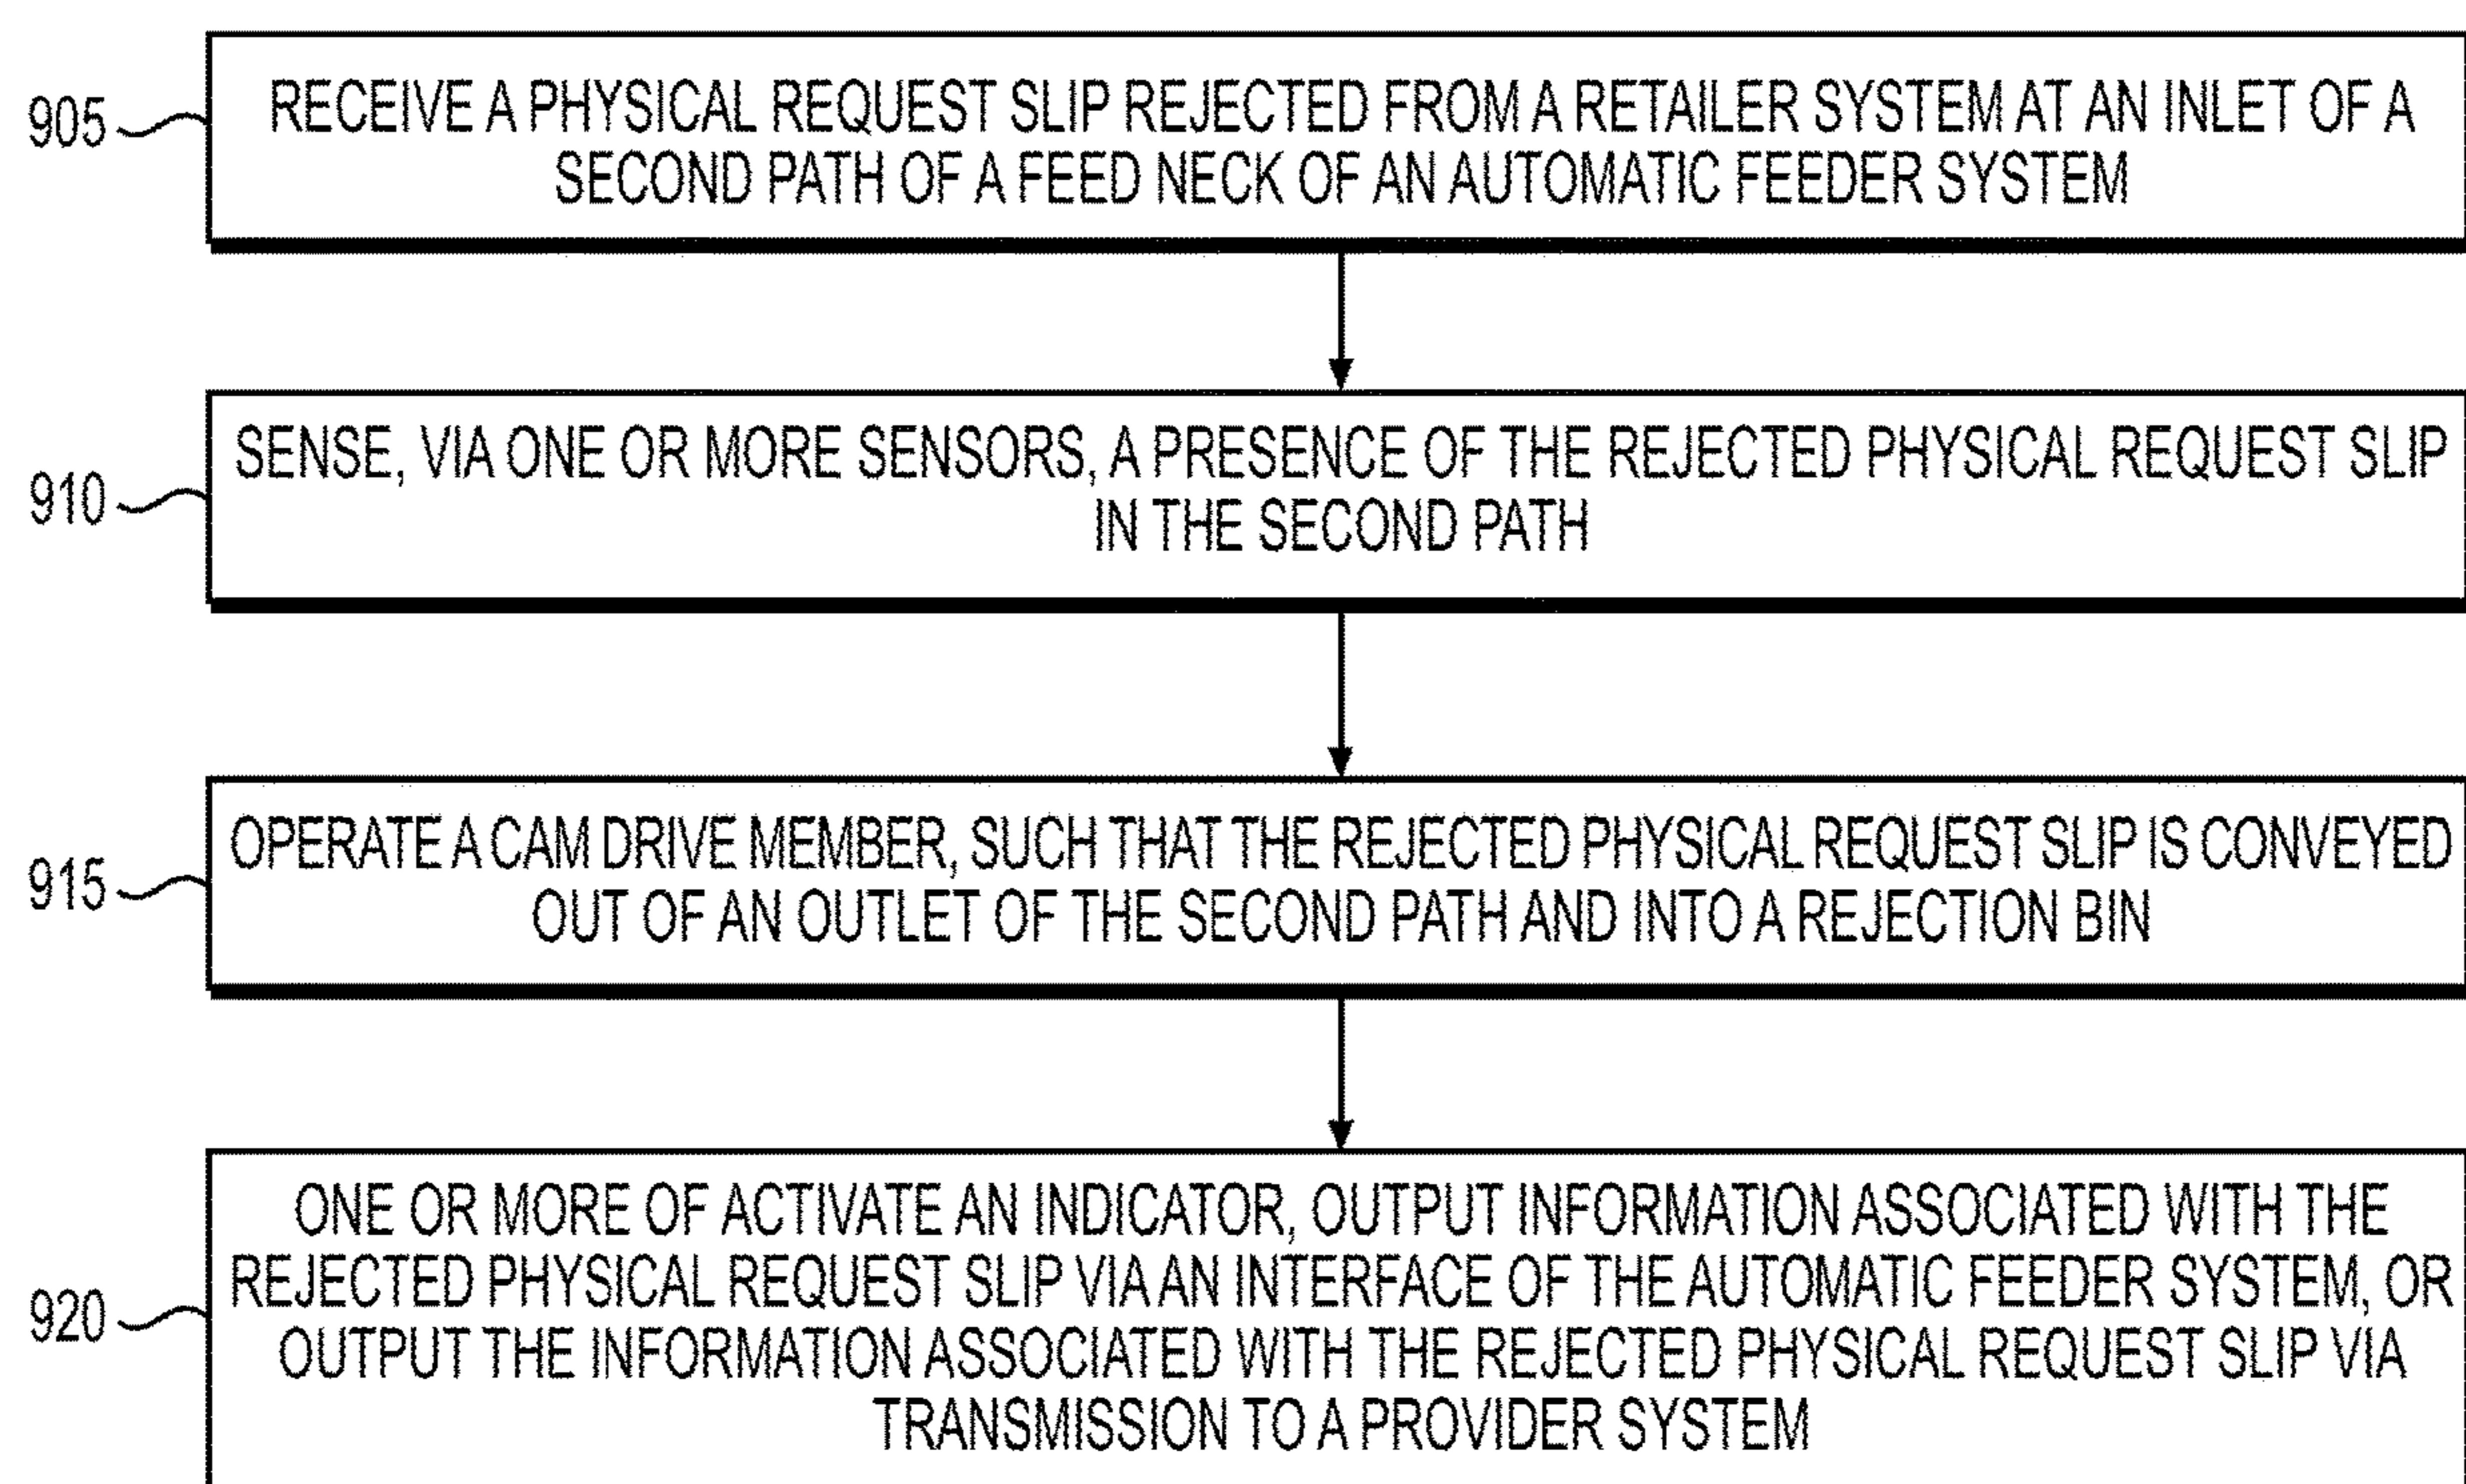 905
RECEIVE A PHYSICAL REQUEST SLIP REJECTED FROM A RETAILER SYSTEM AT AN INLET OF A
SECOND PATH OF A FEED NECK OF AN AUTOMATIC FEEDER SYSTEM
910
SENSE, VIA ONE OR MORE SENSORS, A PRESENCE OF THE REJECTED PHYSICAL REQUEST SLIP
IN THE SECOND PATH
915
OPERATE A CAM DRIVE MEMBER, SUCH THAT THE REJECTED PHYSICAL REQUEST SLIP IS CONVEYED
OUT OF AN OUTLET OF THE SECOND PATH AND INTO A REJECTION BIN
920
ONE OR MORE OF ACTIVATE AN INDICATOR, OUTPUT INFORMATION ASSOCIATED WITH THE
REJECTED PHYSICAL REQUEST SLIP VIA AN INTERFACE OF THE AUTOMATIC FEEDER SYSTEM, OR
OUTPUT THE INFORMATION ASSOCIATED WITH THE REJECTED PHYSICAL REQUEST SLIP VIA
TRANSMISSION TO A PROVIDER SYSTEM